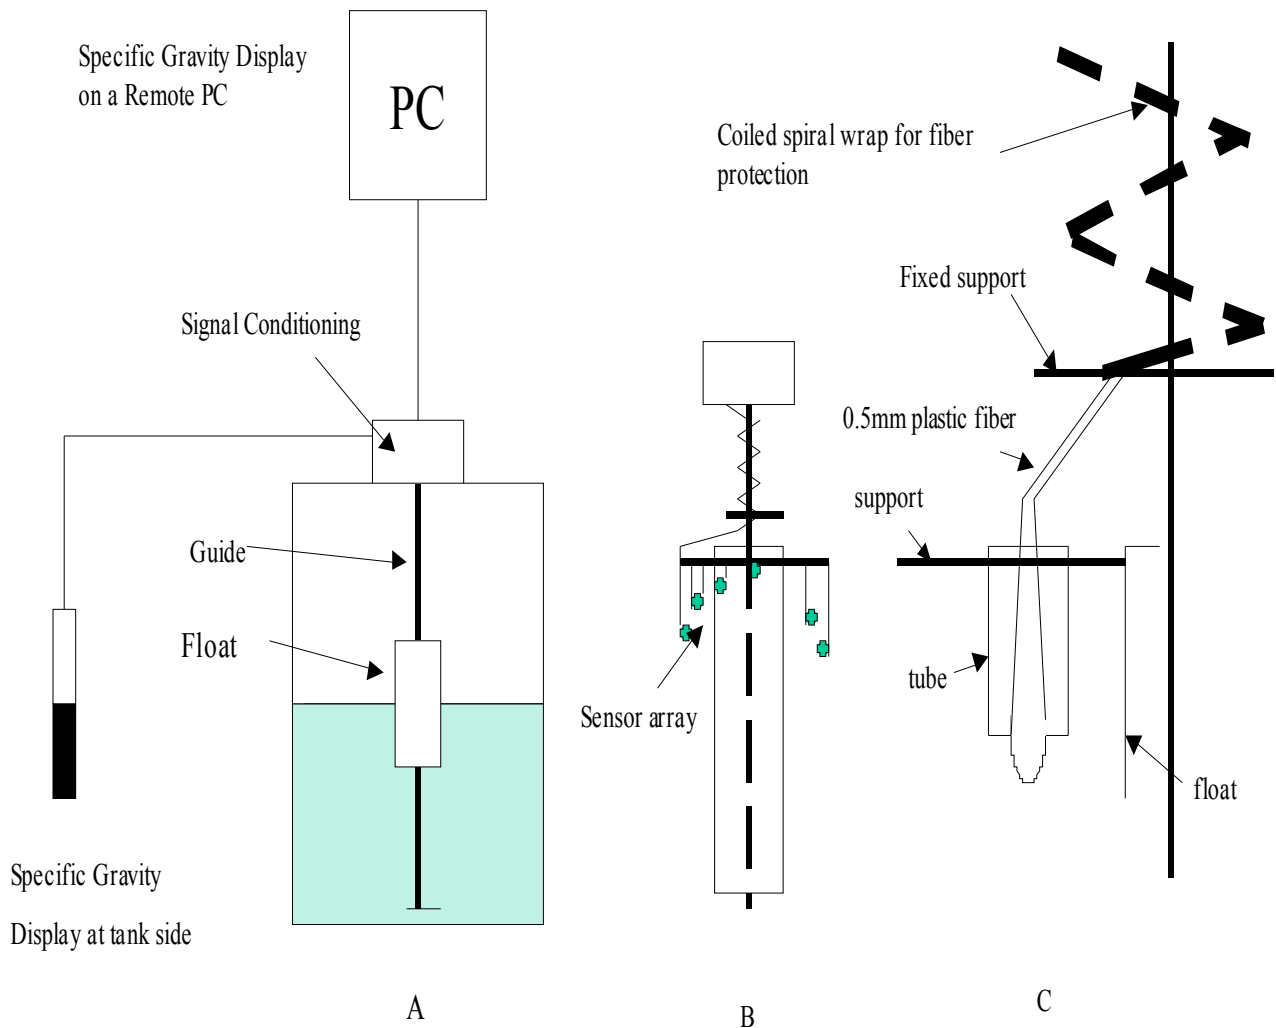 Specific Gravity Display
on a Remote PC
PC
Coiled spiral wrap for fiber
protection
Signal Conditioning
Fixed support
0.5mm plastic fiber
support
Guide
Float
tube
Sensor array
float
Specific Gravity
Display at tank side
A
B
C